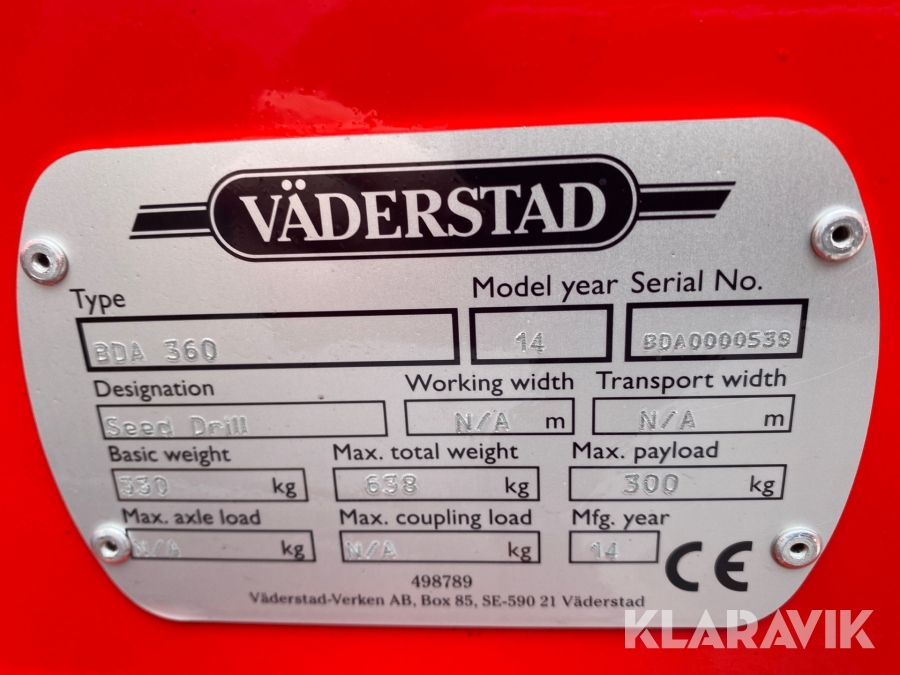 VÄDERSTAD
Type Model year Serial No.
BDA 360 14 BDA0000539
Designation Working width Transport width
Seed Drill N/A m N/A m
Basic weight Max. total weight Max. payload
330 kg 638 kg 300 kg
Max. axle load Max. coupling load Mfg. year
N/A kg N/A kg 14 CE
498789
Väderstad-Verken AB, Box 85, SE-590 21 Väderstad
KLARAVIK